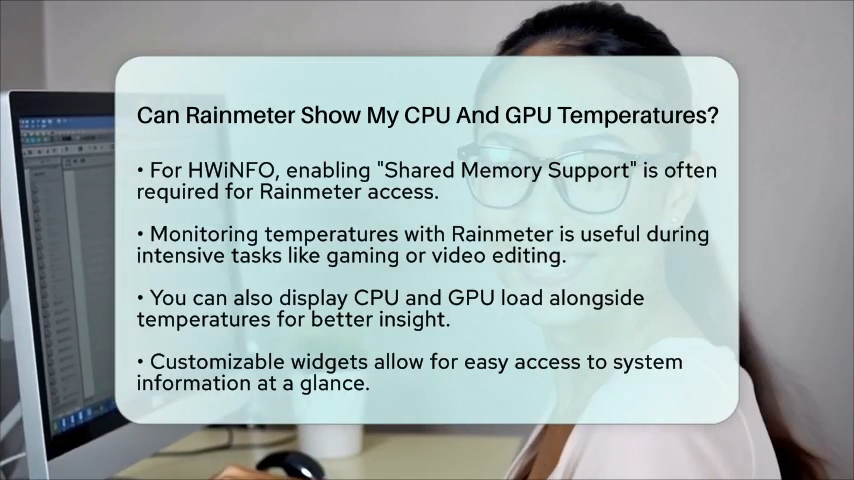 Can Rainmeter Show My CPU And GPU Temperatures?
• For HWiNFO, enabling "Shared Memory Support" is often
required for Rainmeter access.
• Monitoring temperatures with Rainmeter is useful during
intensive tasks like gaming or video editing.
• You can also display CPU and GPU load alongside
temperatures for better insight.
• Customizable widgets allow for easy access to system
information at a glance.